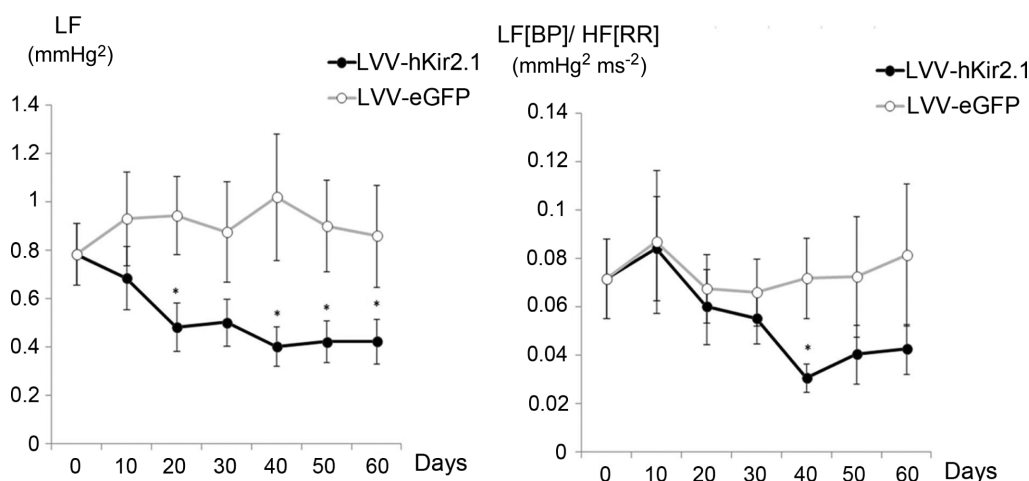 LF
(mmHg²)
LVV-hKir2.1
LVV-eGFP
1.4
1.2
1
0.8
0.6
0.4
0.2
0
* * * *
0 10 20 30 40 50 60 Days
LF[BP]/ HF[RR]
(mmHg² ms⁻²)
LVV-hKir2.1
LVV-eGFP
0.14
0.12
0.1
0.08
0.06
0.04
0.02
0
*
0 10 20 30 40 50 60 Days